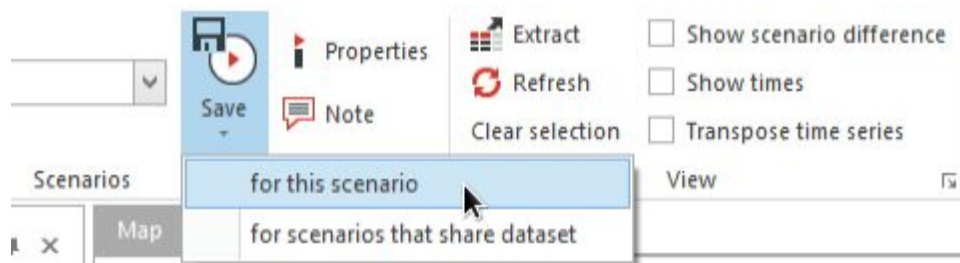 Extract
Show scenario difference
Properties
Refresh
Show times
Save
Note
Clear selection
Transpose time series
Scenarios
for this scenario
View
Map
for scenarios that share dataset